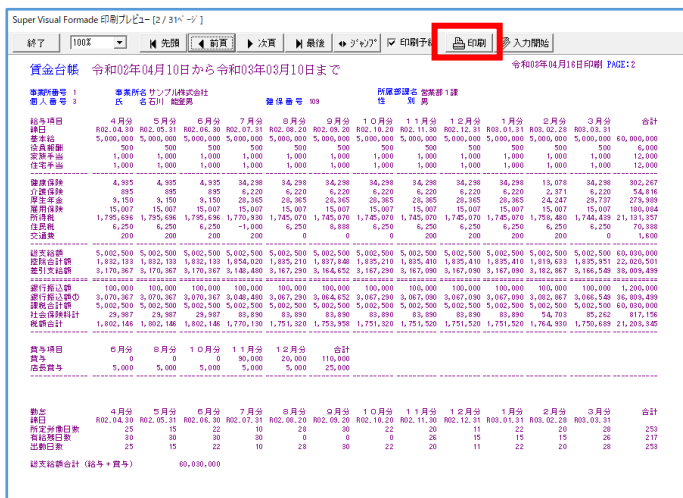 Super Visual Formade 印刷プレビュー [2 / 31ﾍﾟｰｼﾞ ]
終了 100% 先頭 前頁 次頁 最後 ｼﾞｬﾝﾌﾟ 印刷予 印刷 入力開始
賃金台帳 令和02年04月10日から令和03年03月10日まで 令和03年04月16日印刷 PAGE:2
事業所番号 1 事業所名 サンプル株式会社 所属部課名 営業部1課
個人番号 3 氏 名 石川 能登男 健保番号 109 性 別 男
給与項目 4月分 5月分 6月分 7月分 8月分 9月分 10月分 11月分 12月分 1月分 2月分 3月分 合計
締日 R02.04.30 R02.05.31 R02.06.30 R02.07.31 R02.08.20 R02.09.20 R02.10.20 R02.11.30 R02.12.31 R03.01.31 R03.02.28 R03.03.31
基本給 5,000,000 5,000,000 5,000,000 5,000,000 5,000,000 5,000,000 5,000,000 5,000,000 5,000,000 5,000,000 5,000,000 5,000,000 60,000,000
役員報酬 500 500 500 500 500 500 500 500 500 500 500 500 6,000
家族手当 1,000 1,000 1,000 1,000 1,000 1,000 1,000 1,000 1,000 1,000 1,000 1,000 12,000
住宅手当 1,000 1,000 1,000 1,000 1,000 1,000 1,000 1,000 1,000 1,000 1,000 1,000 12,000
健康保険 4,935 4,935 4,935 34,298 34,298 34,298 34,298 34,298 34,298 34,298 13,078 34,298 302,267
介護保険 895 895 895 6,220 6,220 6,220 6,220 6,220 6,220 6,220 2,371 6,220 54,816
厚生年金 9,150 9,150 9,150 28,365 28,365 28,365 28,365 28,365 28,365 28,365 24,247 29,737 279,989
雇用保険 15,007 15,007 15,007 15,007 15,007 15,007 15,007 15,007 15,007 15,007 15,007 15,007 180,084
所得税 1,795,696 1,795,696 1,795,696 1,770,930 1,745,070 1,745,070 1,745,070 1,745,070 1,745,070 1,745,070 1,758,480 1,744,439 21,131,357
住民税 6,250 6,250 6,250 -1,000 6,250 8,888 6,250 6,250 6,250 6,250 6,250 6,250 70,388
交通費 200 200 200 200 0 0 0 200 200 200 200 0 1,600
総支給額 5,002,500 5,002,500 5,002,500 5,002,500 5,002,500 5,002,500 5,002,500 5,002,500 5,002,500 5,002,500 5,002,500 5,002,500 60,030,000
控除合計額 1,832,133 1,832,133 1,832,133 1,854,020 1,835,210 1,837,848 1,835,210 1,835,410 1,835,410 1,835,410 1,819,633 1,835,951 22,020,501
差引支給額 3,170,367 3,170,367 3,170,367 3,148,480 3,167,290 3,164,652 3,167,290 3,167,090 3,167,090 3,167,090 3,182,867 3,166,549 38,009,499
銀行振込額 100,000 100,000 100,000 100,000 100,000 100,000 100,000 100,000 100,000 100,000 100,000 100,000 1,200,000
銀行振込額① 3,070,367 3,070,367 3,070,367 3,048,480 3,067,290 3,064,652 3,067,290 3,067,090 3,067,090 3,067,090 3,082,867 3,066,549 36,809,499
課税合計額 5,002,500 5,002,500 5,002,500 5,002,500 5,002,500 5,002,500 5,002,500 5,002,500 5,002,500 5,002,500 5,002,500 5,002,500 60,030,000
社会保険料計 29,987 29,987 29,987 83,890 83,890 83,890 83,890 83,890 83,890 83,890 54,703 85,262 817,156
税額合計 1,802,146 1,802,146 1,802,146 1,770,130 1,751,320 1,753,958 1,751,320 1,751,520 1,751,520 1,751,520 1,764,930 1,750,689 21,203,345
賞与項目 6月分 8月分 10月分 11月分 12月分 合計
賞与 0 0 0 90,000 20,000 110,000
店長賞与 5,000 5,000 5,000 5,000 5,000 25,000
勤怠 4月分 5月分 6月分 7月分 8月分 9月分 10月分 11月分 12月分 1月分 2月分 3月分 合計
締日 R02.04.30 R02.05.31 R02.06.30 R02.07.31 R02.08.20 R02.09.20 R02.10.20 R02.11.30 R02.12.31 R03.01.31 R03.02.28 R03.03.31
所定労働日数 25 15 22 10 28 30 22 20 11 22 20 28 253
有給残日数 30 30 30 30 0 0 0 26 15 15 15 26 217
出勤日数 25 15 22 10 28 30 22 20 11 22 20 28 253
総支給額合計 (給与+賞与) 60,030,000